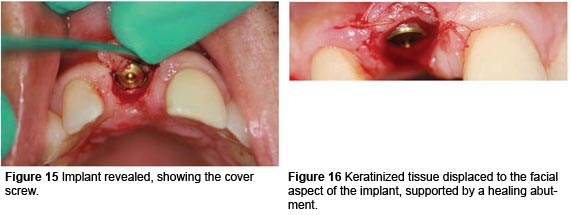 Figure 15 Implant revealed, showing the cover
screw.
Figure 16 Keratinized tissue displaced to the facial
aspect of the implant, supported by a healing abut-
ment.